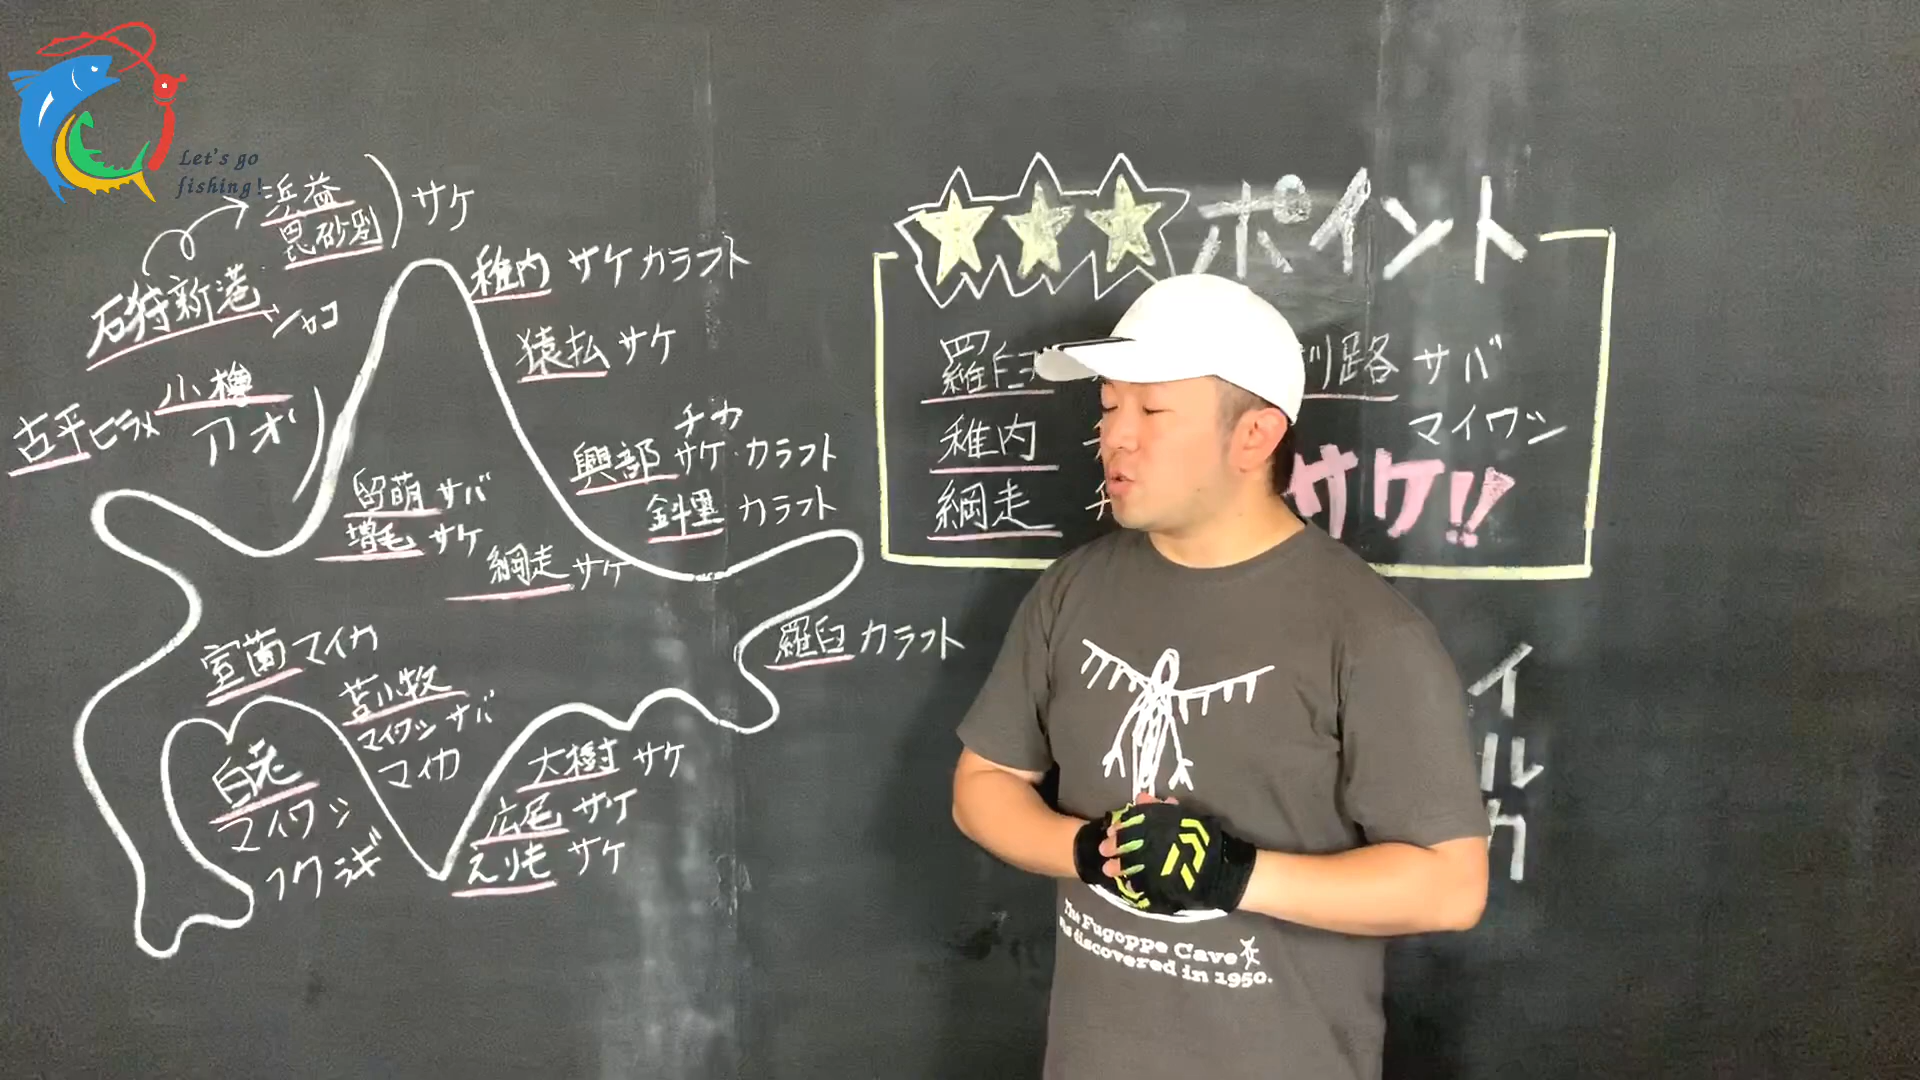 Let's go
fishing!
浜益
毘砂別
サケ
石狩新港
シャコ
小樽
アオ
古平 ヒラメ
稚内 サケ カラフト
猿払 サケ
チカ
興部 サケ・カラフト
斜里 カラフト
留萌 サバ
増毛 サケ
網走 サケ
羅臼 カラフト
室蘭 マイカ
苫小牧
マイワシ サバ
マイカ
白老
マイワシ
フクラギ
大樹 サケ
広尾 サケ
えりも サケ
ポイント
羅臼
稚内
網走
路 サバ
マイワシ
サケ!!
イルカ
The Fugoppe Cave
was discovered in 1950.